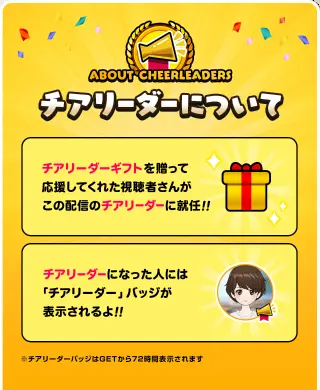 ABOUT CHEERLEADERS
チアリーダーについて
チアリーダーギフトを贈って
応援してくれた視聴者さんが
この配信のチアリーダーに就任!!
チアリーダーになった人には
「チアリーダー」バッジが
表示されるよ!!
※チアリーダーバッジはGETから72時間表示されます